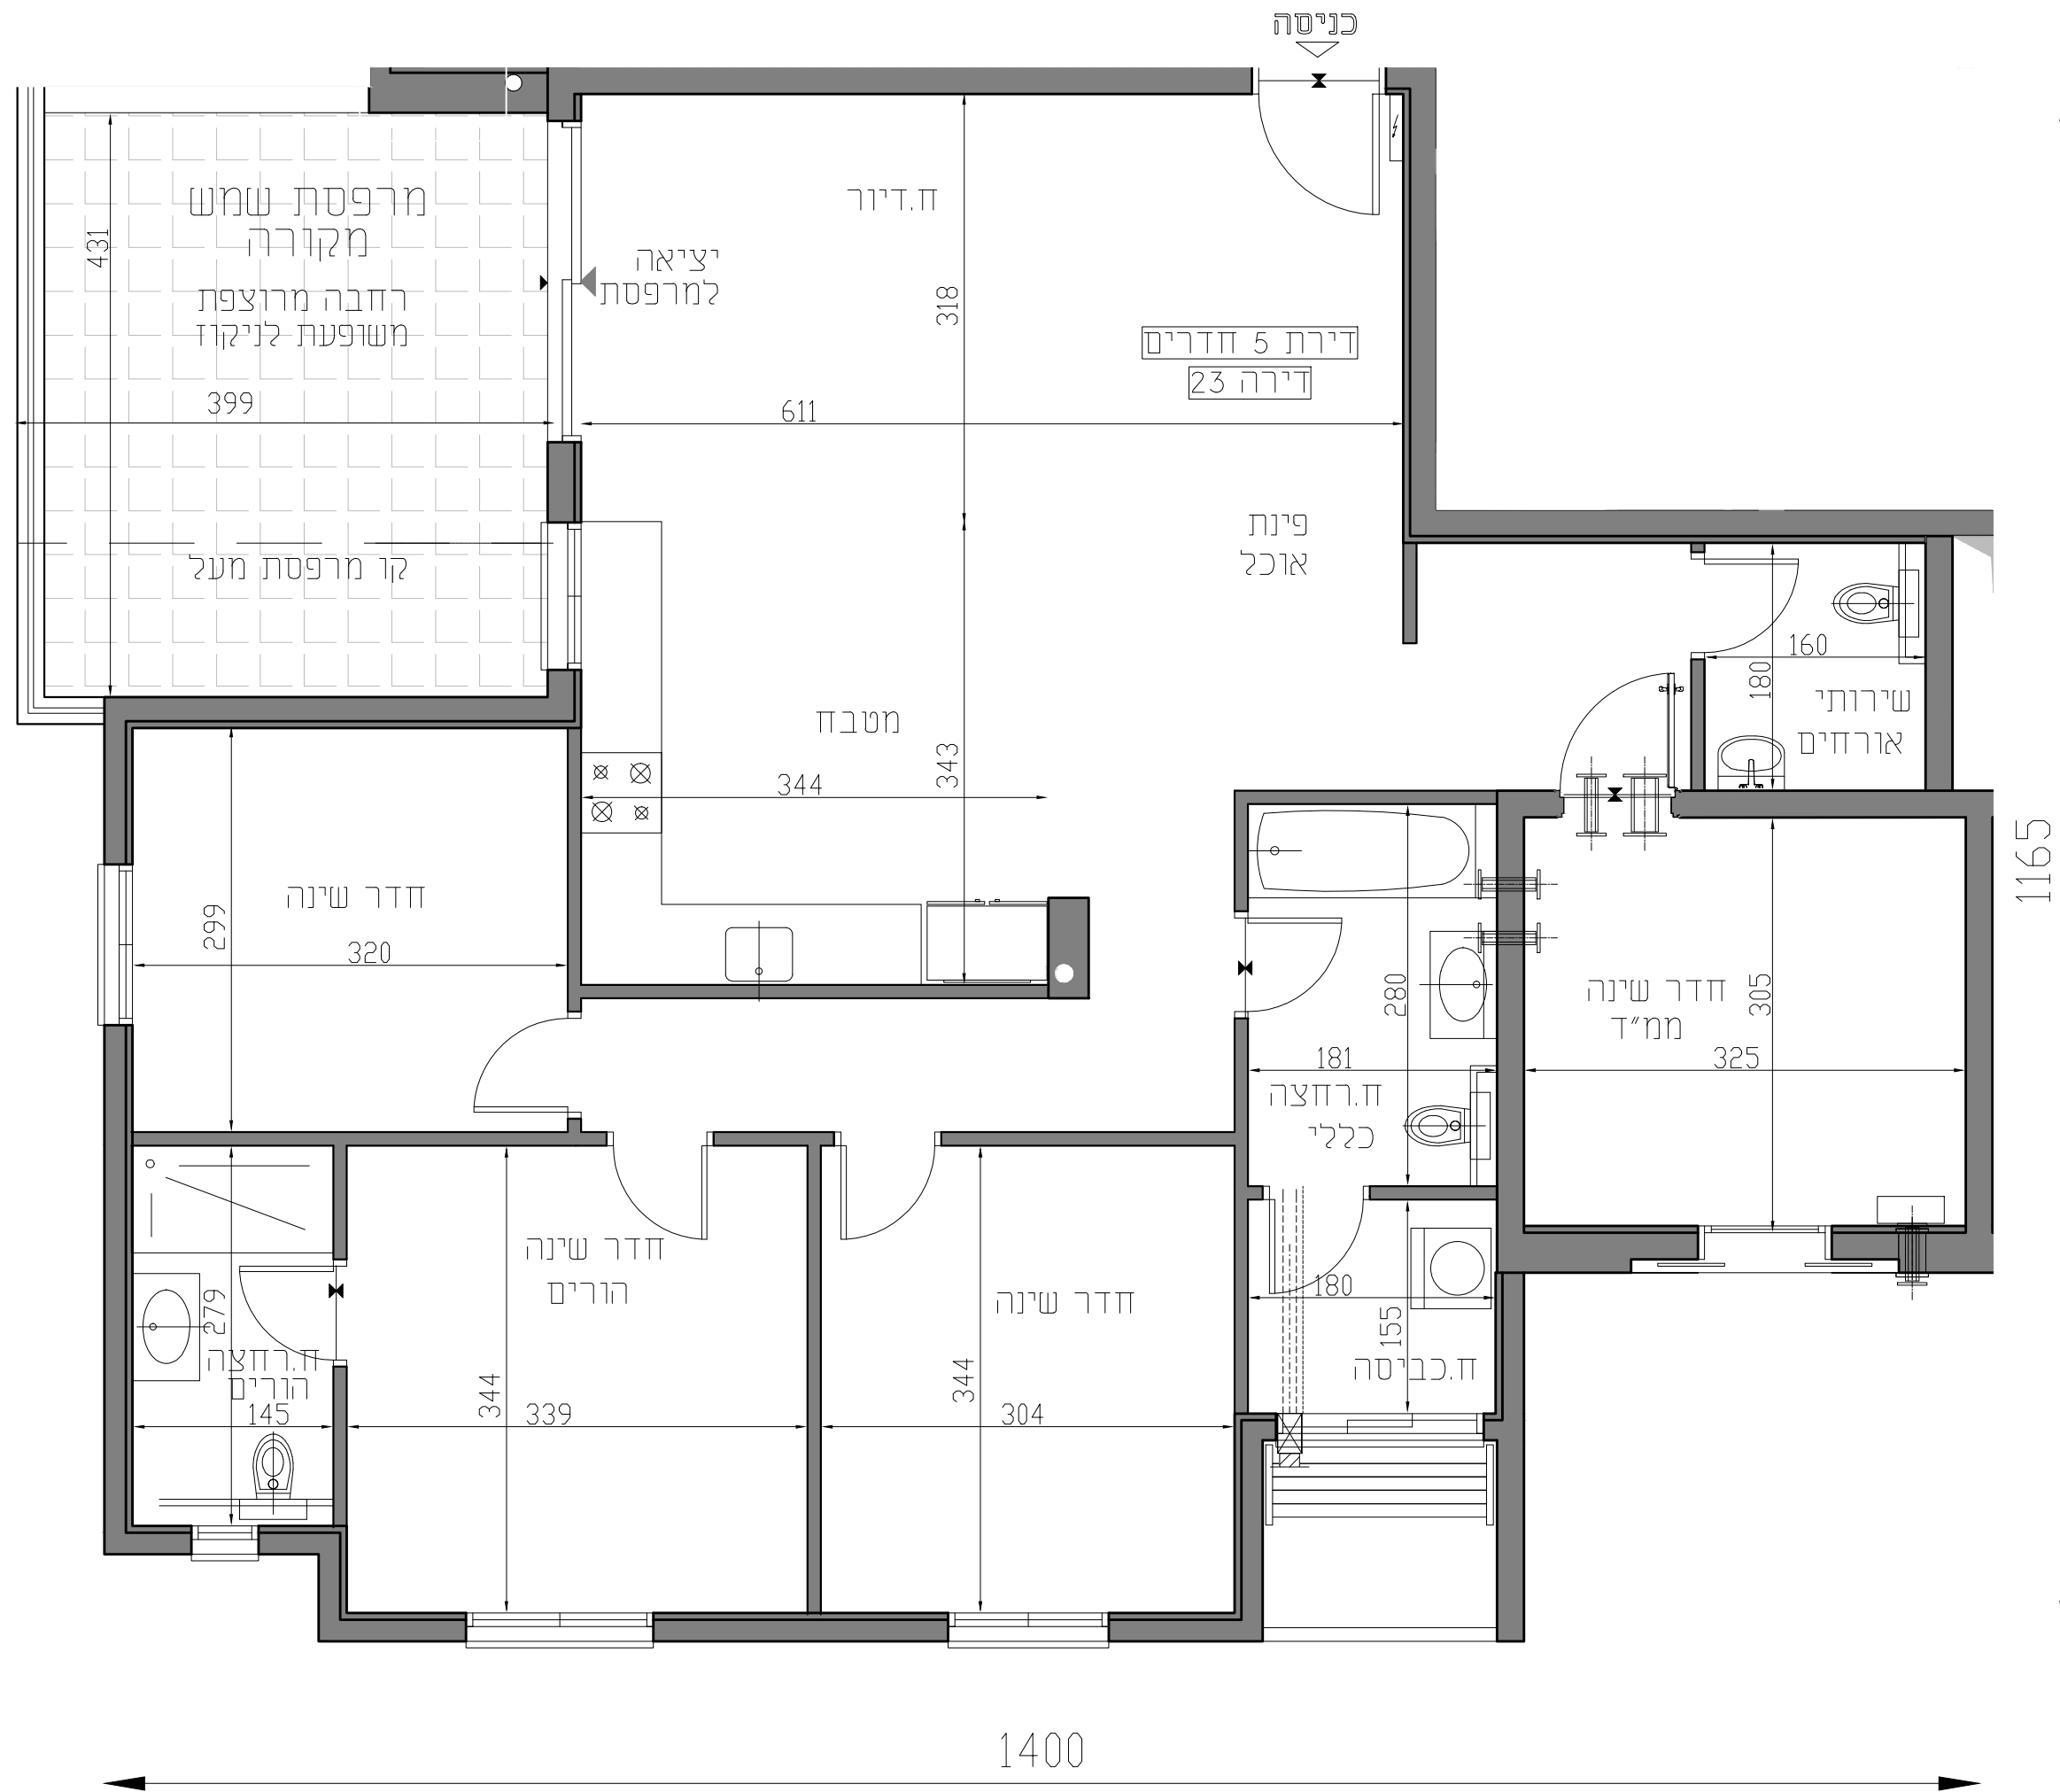 כניסה
מרפסת שמש
מקורה
רחבה מרוצפת
משופעת לניקוז
431
399
קו מרפסת מעל
יציאה
למרפסת
ח.דיור
318
611
דירת 5 חדרים
דירה 23
פינת
אוכל
מטבח
344
343
160
180
שירותי
אורחים
חדר שינה
299
320
280
181
ח.רחצה
כללי
חדר שינה
ממ"ד
305
325
1165
חדר שינה
הורים
344
339
279
ח.רחצה
הורים
145
חדר שינה
344
304
180
155
ח.כביסה
1400